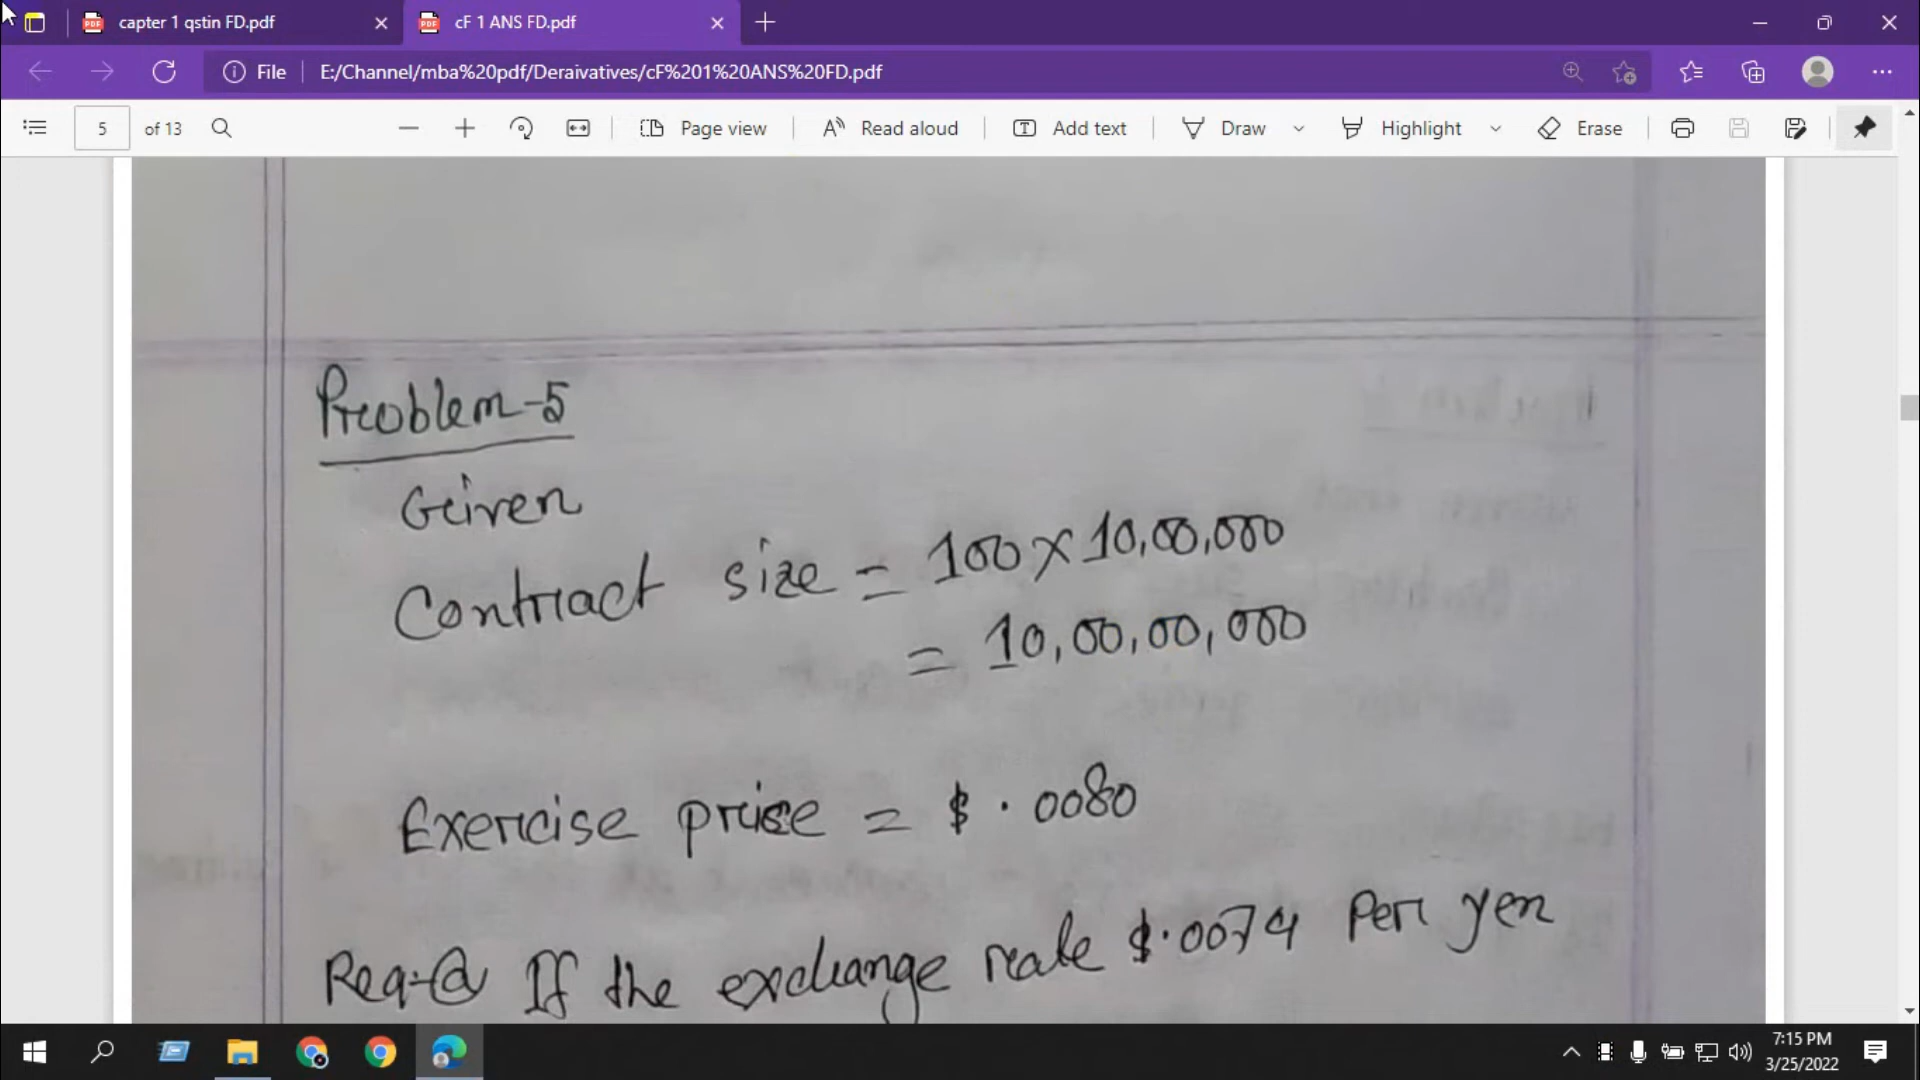 capter 1 qstin FD.pdf
cF 1 ANS FD.pdf
File
E:/Channel/mba%20pdf/Deraivatives/cF%201%20ANS%20FD.pdf
5 of 13
Page view
Read aloud
Add text
Draw
Highlight
Erase
Problem-5
Given
Contract size = 100 × 10,00,000
= 10,00,00,000
Exercise price = $ .0080
Req-@ If the exchange rate $.0074 Per yen
7:15 PM
3/25/2022